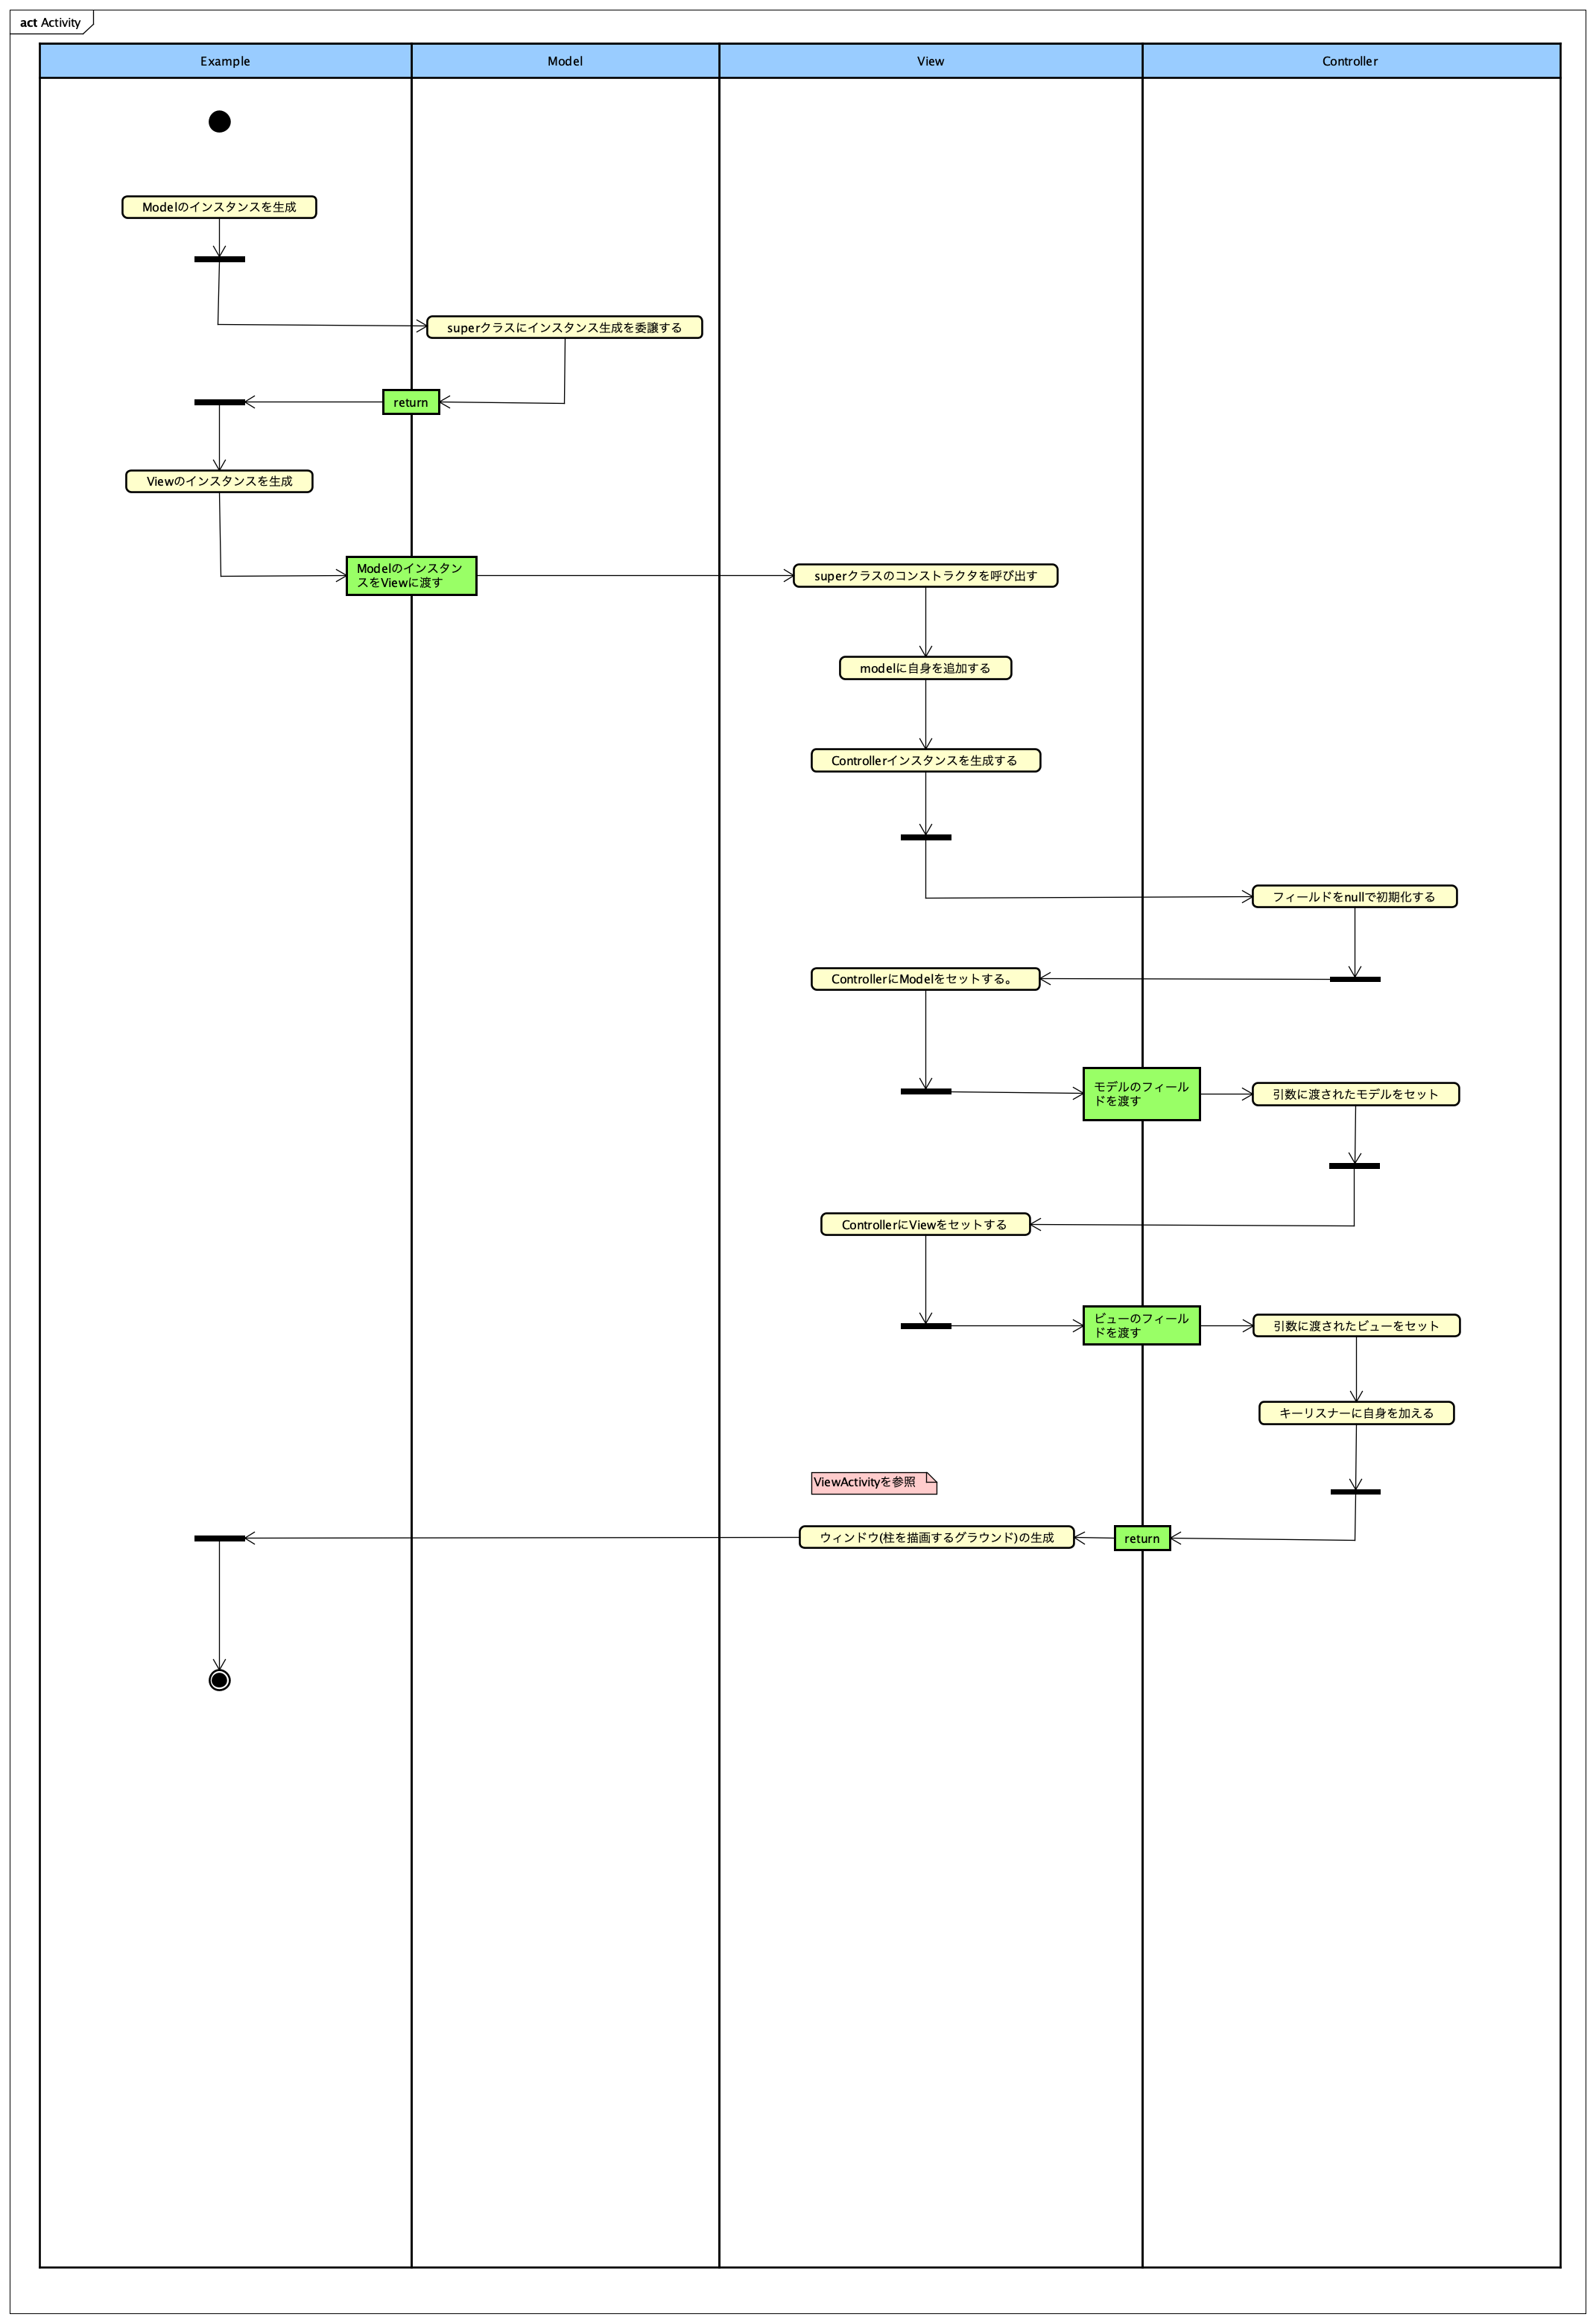 act Activity
Example
Model
View
Controller
Modelのインスタンスを生成
superクラスにインスタンス生成を委譲する
return
Viewのインスタンスを生成
Modelのインスタン
スをViewに渡す
superクラスのコンストラクタを呼び出す
modelに自身を追加する
Controllerインスタンスを生成する
フィールドをnullで初期化する
ControllerにModelをセットする。
モデルのフィール
ドを渡す
引数に渡されたモデルをセット
ControllerにViewをセットする
ビューのフィール
ドを渡す
引数に渡されたビューをセット
キーリスナーに自身を加える
ViewActivityを参照
ウィンドウ(柱を描画するグラウンド)の生成
return